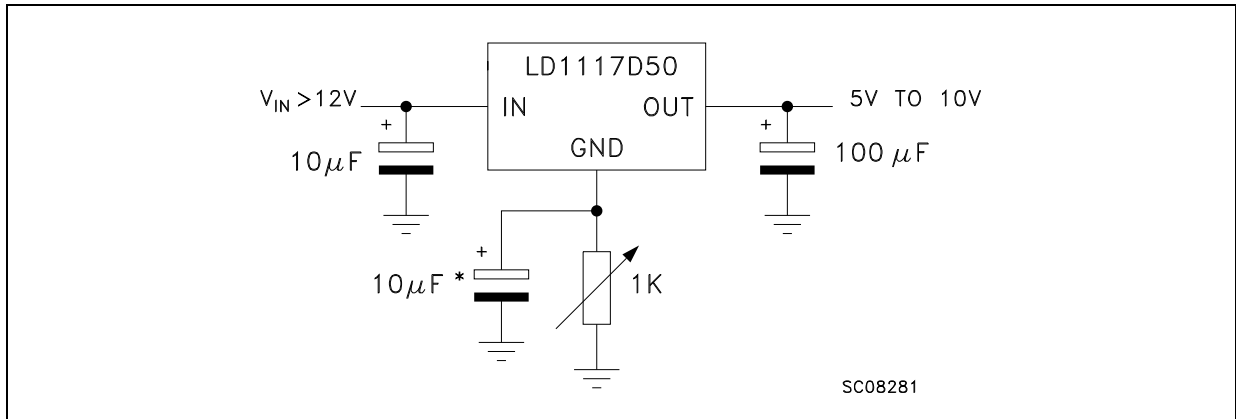 LD1117D50
V_IN >12V
IN
OUT
5V TO 10V
+
+
GND
10μF
100 μF
+
10μF *
1K
SC08281